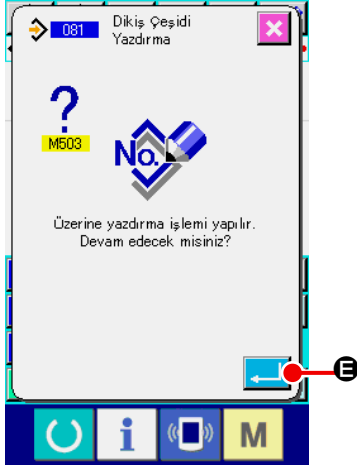 081
Dikiş Çeşidi
Yazdırma
?
M503
No.
Üzerine yazdırma işlemi yapılır.
Devam edecek misiniz?
E
i
M